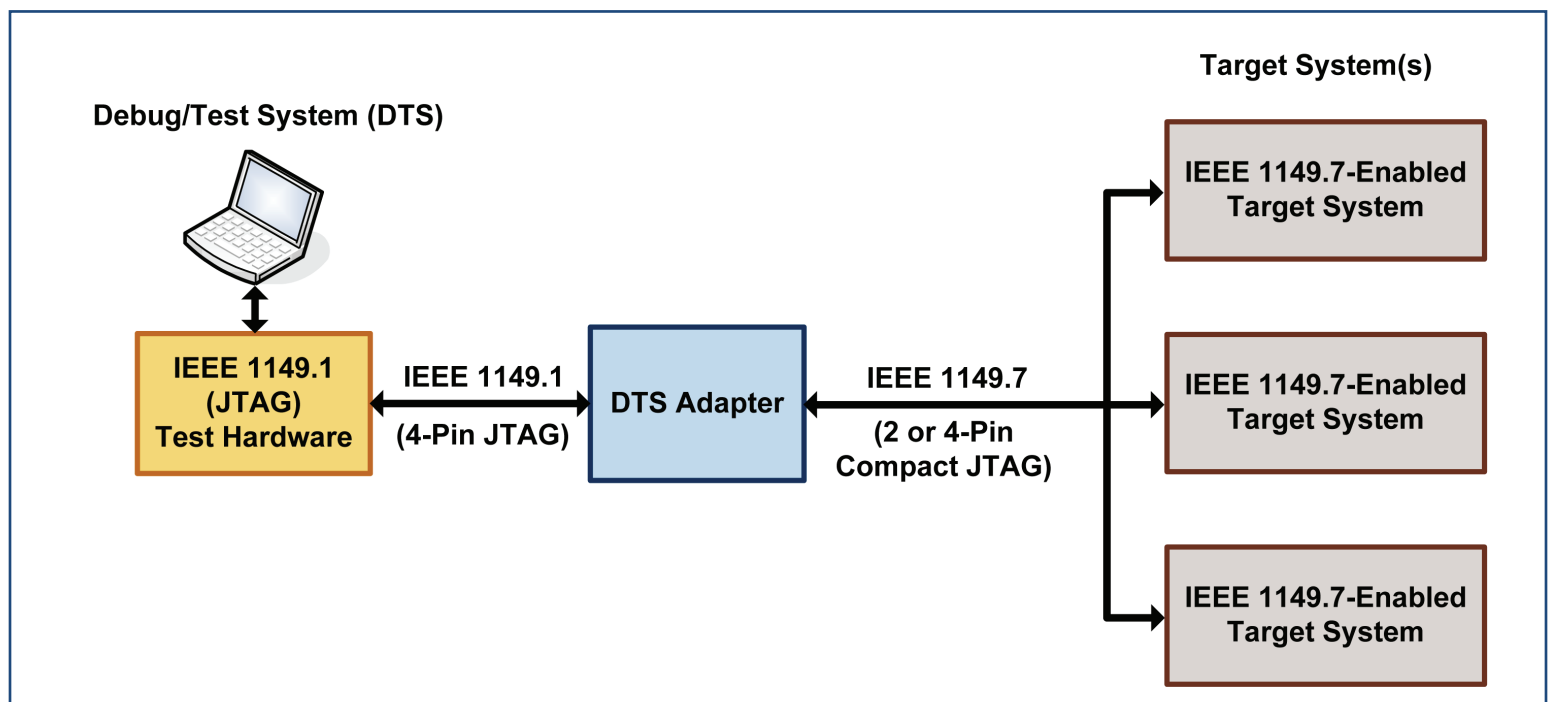 Target System(s)
Debug/Test System (DTS)
IEEE 1149.7-Enabled
Target System
IEEE 1149.1
(JTAG)
Test Hardware
IEEE 1149.1
(4-Pin JTAG)
DTS Adapter
IEEE 1149.7
(2 or 4-Pin
Compact JTAG)
IEEE 1149.7-Enabled
Target System
IEEE 1149.7-Enabled
Target System